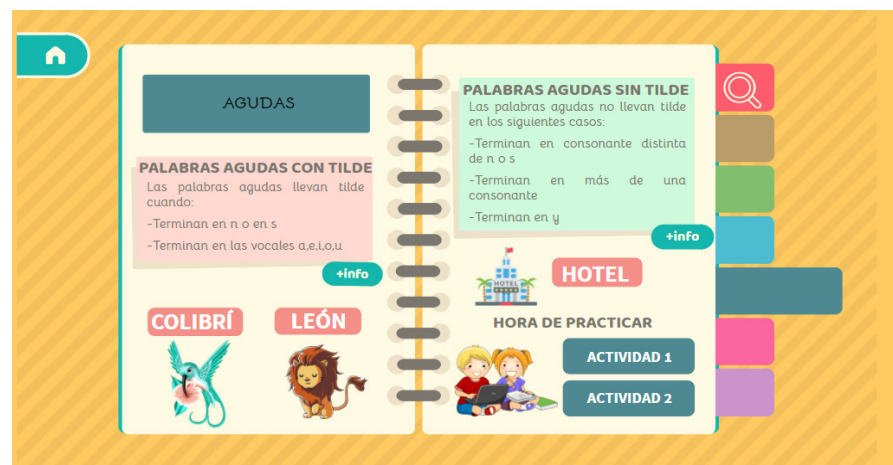 AGUDAS
PALABRAS AGUDAS CON TILDE
Las palabras agudas llevan tilde
cuando:
-Terminan en n o en s
-Terminan en las vocales a,e,i,o,u
+info
COLIBRÍ
LEÓN
PALABRAS AGUDAS SIN TILDE
Las palabras agudas no llevan tilde
en los siguientes casos:
-Terminan en consonante distinta
de n o s
-Terminan en más de una
consonante
-Terminan en y
+info
HOTEL
HOTEL
HORA DE PRACTICAR
ACTIVIDAD 1
ACTIVIDAD 2